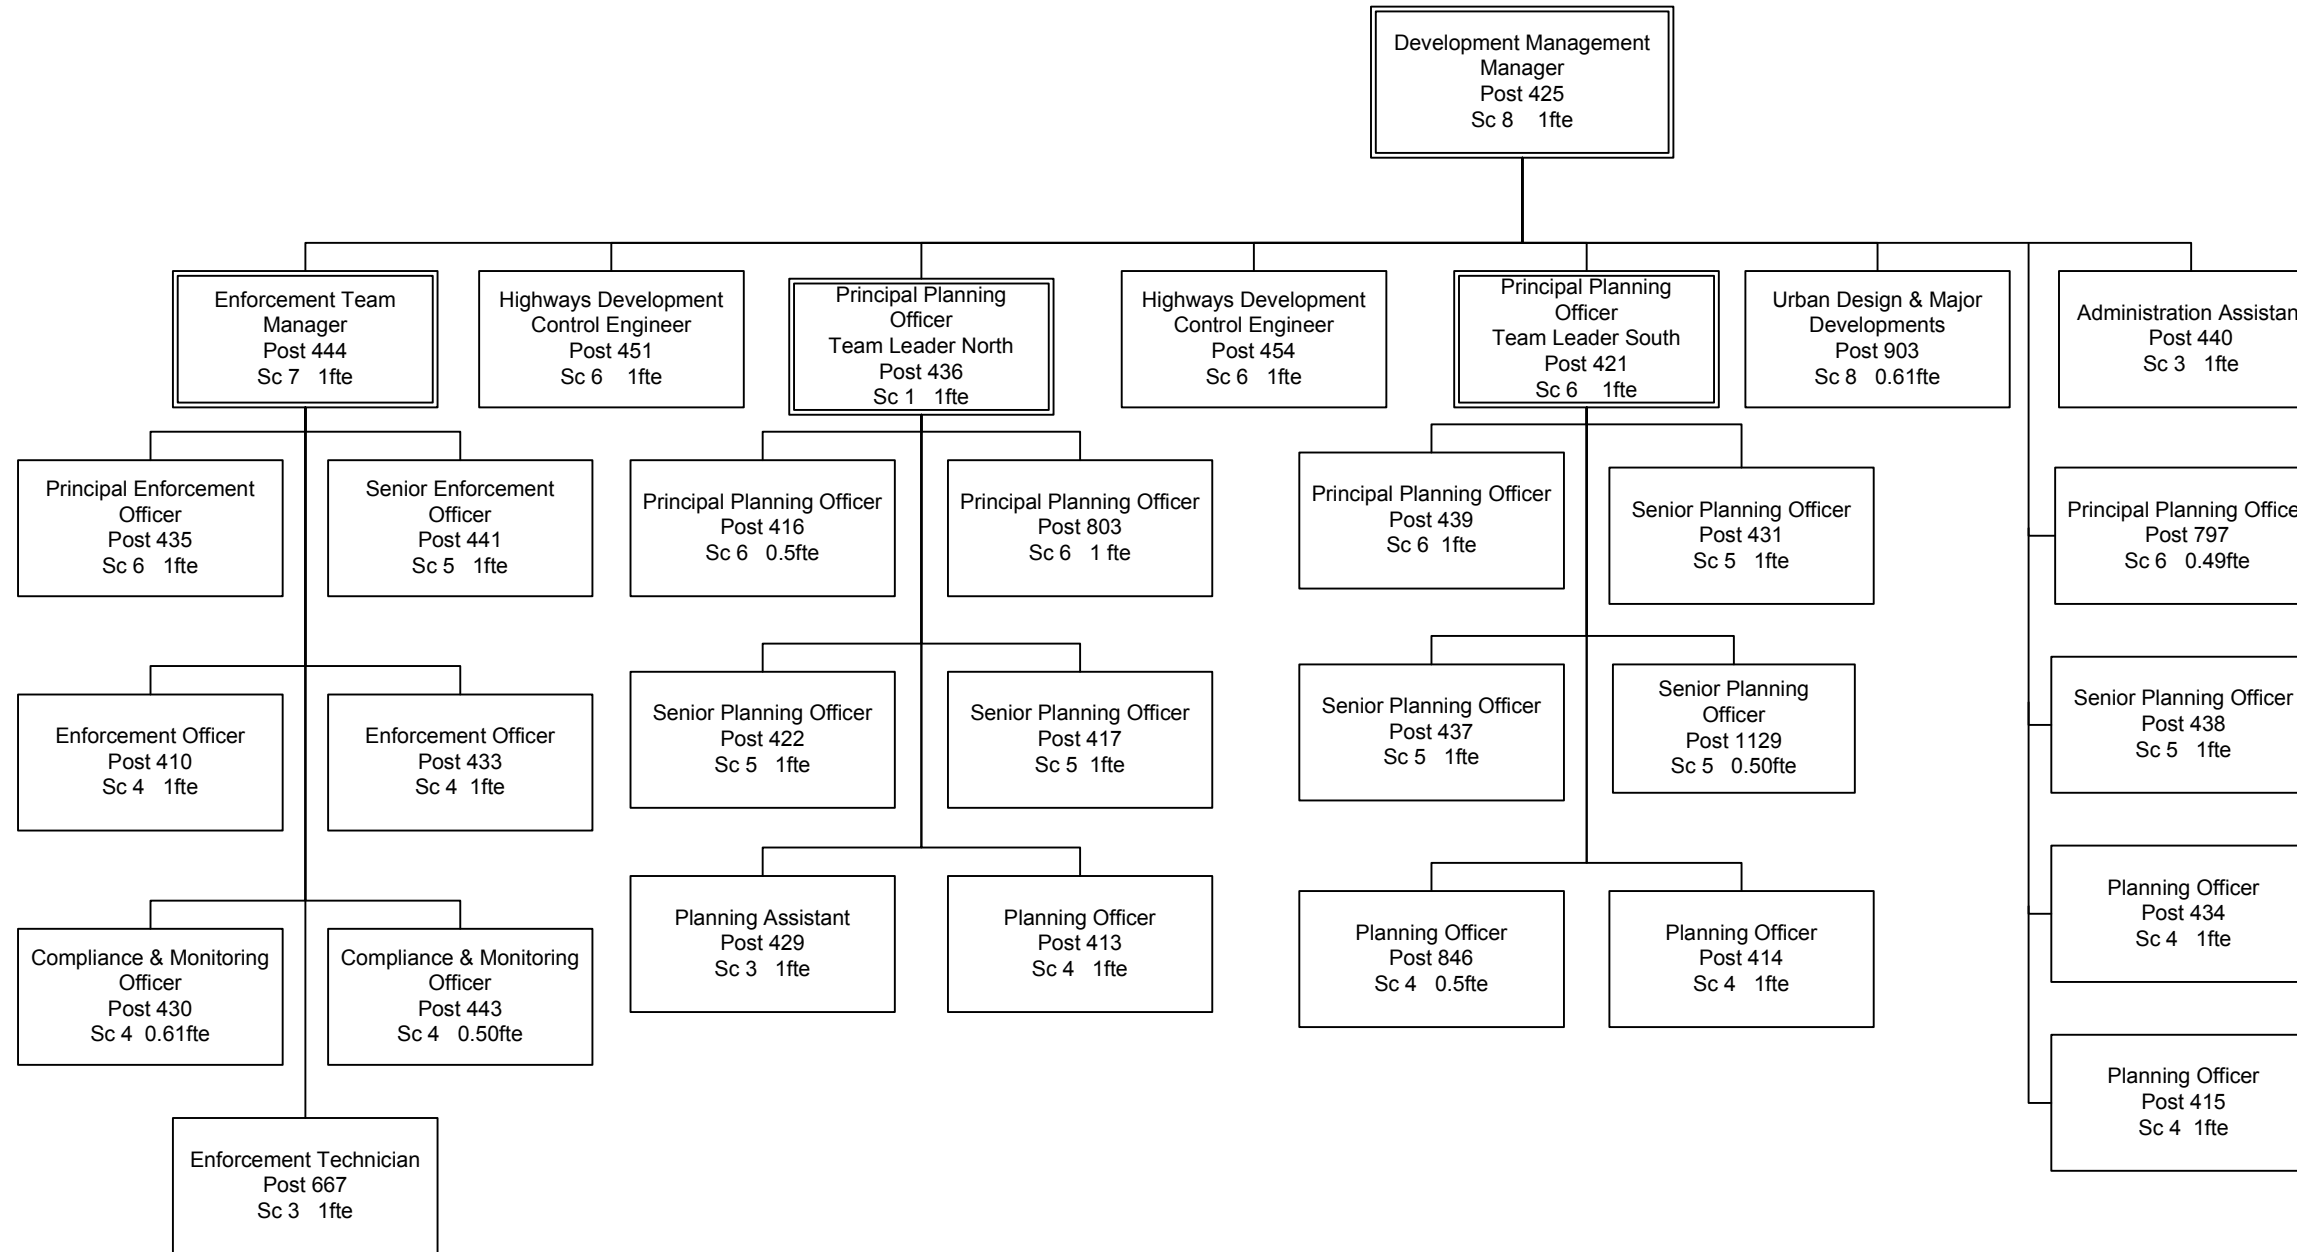 Development Management
Manager
Post 425
Sc 8 1fte
Enforcement Team
Manager
Post 444
Sc 7 1fte
Highways Development
Control Engineer
Post 451
Sc 6 1fte
Principal Planning
Officer
Team Leader North
Post 436
Sc 1 1fte
Highways Development
Control Engineer
Post 454
Sc 6 1fte
Principal Planning
Officer
Team Leader South
Post 421
Sc 6 1fte
Urban Design & Major
Developments
Post 903
Sc 8 0.61fte
Administration Assistan
Post 440
Sc 3 1fte
Principal Enforcement
Officer
Post 435
Sc 6 1fte
Senior Enforcement
Officer
Post 441
Sc 5 1fte
Principal Planning Officer
Post 416
Sc 6 0.5fte
Principal Planning Officer
Post 803
Sc 6 1 fte
Principal Planning Officer
Post 439
Sc 6 1fte
Senior Planning Officer
Post 431
Sc 5 1fte
Principal Planning Office
Post 797
Sc 6 0.49fte
Enforcement Officer
Post 410
Sc 4 1fte
Enforcement Officer
Post 433
Sc 4 1fte
Senior Planning Officer
Post 422
Sc 5 1fte
Senior Planning Officer
Post 417
Sc 5 1fte
Senior Planning Officer
Post 437
Sc 5 1fte
Senior Planning
Officer
Post 1129
Sc 5 0.50fte
Senior Planning Officer
Post 438
Sc 5 1fte
Compliance & Monitoring
Officer
Post 430
Sc 4 0.61fte
Compliance & Monitoring
Officer
Post 443
Sc 4 0.50fte
Planning Assistant
Post 429
Sc 3 1fte
Planning Officer
Post 413
Sc 4 1fte
Planning Officer
Post 846
Sc 4 0.5fte
Planning Officer
Post 414
Sc 4 1fte
Planning Officer
Post 434
Sc 4 1fte
Planning Officer
Post 415
Sc 4 1fte
Enforcement Technician
Post 667
Sc 3 1fte